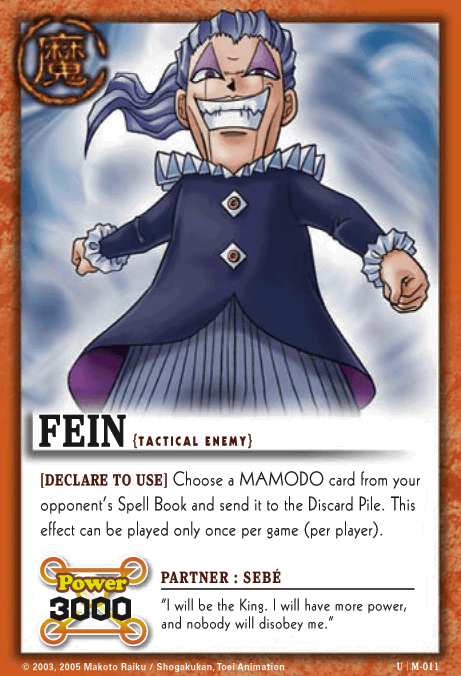 魔
FEIN {TACTICAL ENEMY}
[DECLARE TO USE] Choose a MAMODO card from your
opponent's Spell Book and send it to the Discard Pile. This
effect can be played only once per game (per player).
Power
3000
PARTNER : SEBÉ
"I will be the King. I will have more power,
and nobody will disobey me."
© 2003, 2005 Makoto Raiku / Shogakukan, Toei Animation
U | M-011